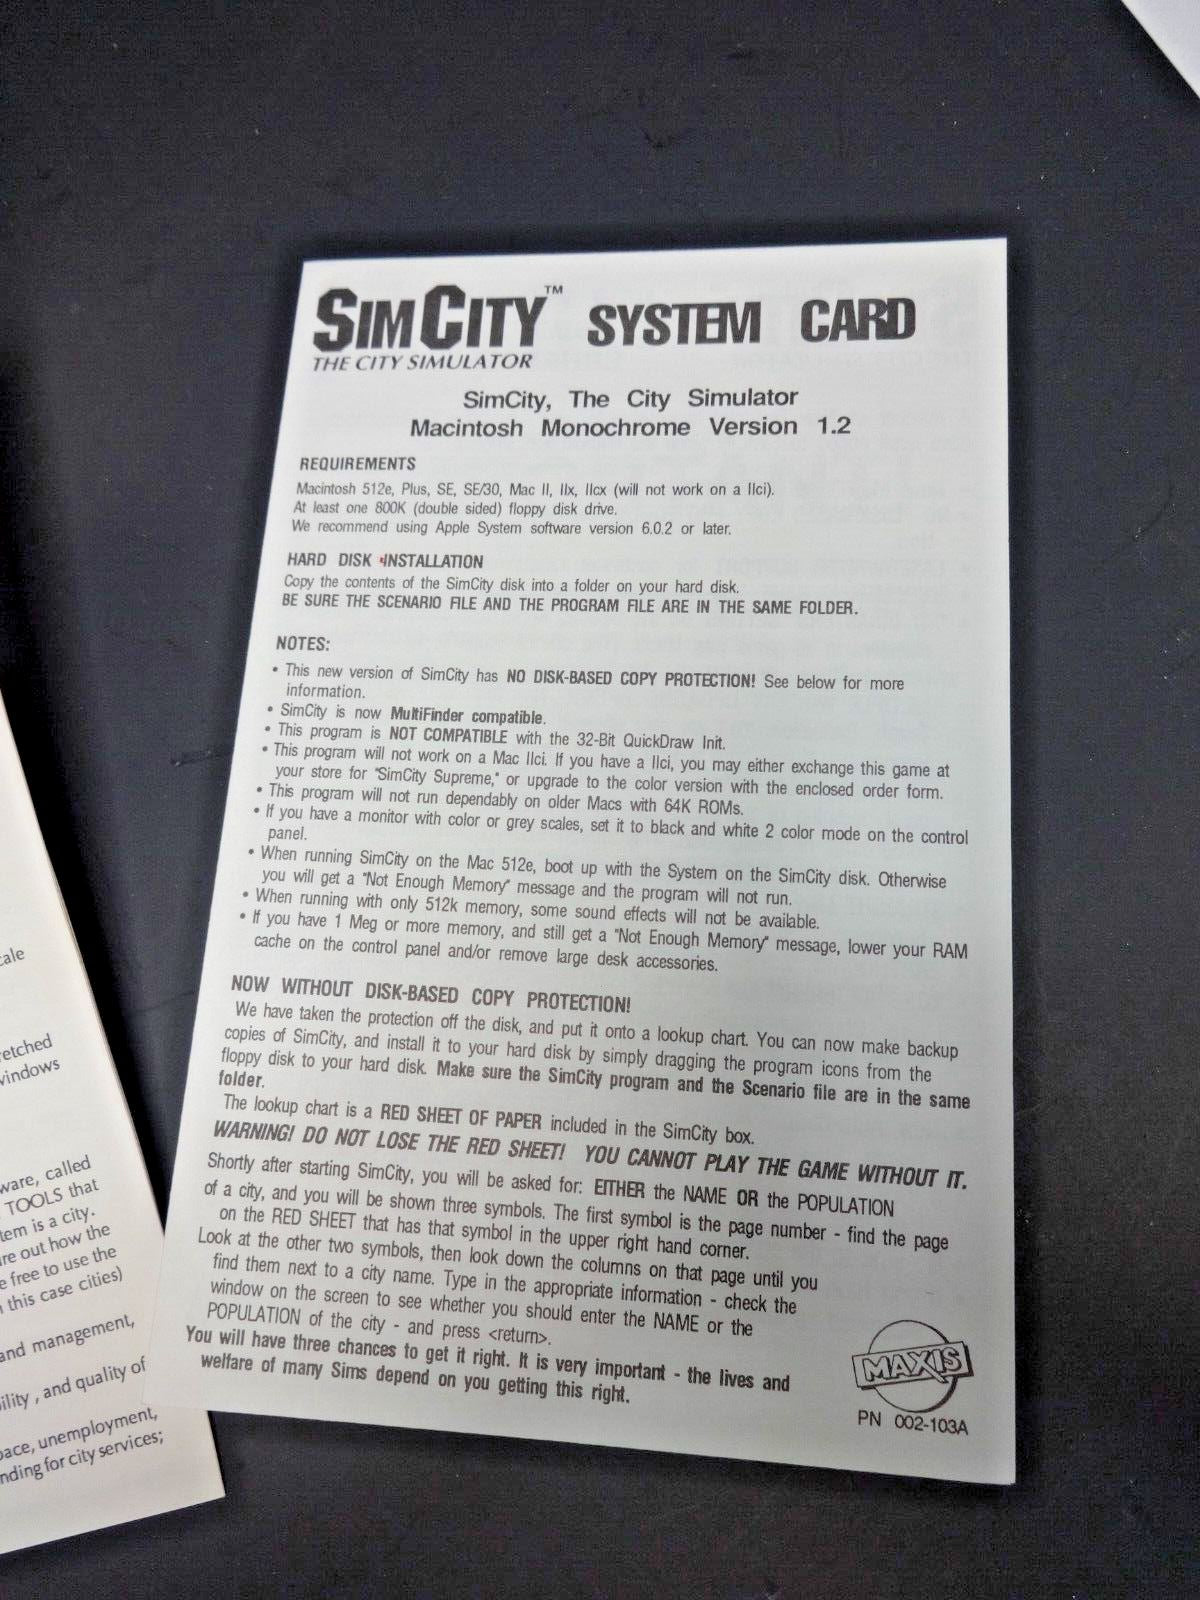 SIMCITY™ SYSTEM CARD
THE CITY SIMULATOR
SimCity, The City Simulator
Macintosh Monochrome Version 1.2
REQUIREMENTS
Macintosh 512e, Plus, SE, SE/30, Mac II, IIx, IIcx (will not work on a IIci).
At least one 800K (double sided) floppy disk drive.
We recommend using Apple System software version 6.0.2 or later.
HARD DISK INSTALLATION
Copy the contents of the SimCity disk into a folder on your hard disk.
BE SURE THE SCENARIO FILE AND THE PROGRAM FILE ARE IN THE SAME FOLDER.
NOTES:
• This new version of SimCity has NO DISK-BASED COPY PROTECTION! See below for more
information.
• SimCity is now MultiFinder compatible.
• This program is NOT COMPATIBLE with the 32-Bit QuickDraw Init.
• This program will not work on a Mac IIci. If you have a IIci, you may either exchange this game at
your store for "SimCity Supreme," or upgrade to the color version with the enclosed order form.
• This program will not run dependably on older Macs with 64K ROMs.
• If you have a monitor with color or grey scales, set it to black and white 2 color mode on the control
panel.
• When running SimCity on the Mac 512e, boot up with the System on the SimCity disk. Otherwise
you will get a "Not Enough Memory" message and the program will not run.
• When running with only 512k memory, some sound effects will not be available.
• If you have 1 Meg or more memory, and still get a "Not Enough Memory" message, lower your RAM
cache on the control panel and/or remove large desk accessories.
NOW WITHOUT DISK-BASED COPY PROTECTION!
We have taken the protection off the disk, and put it onto a lookup chart. You can now make backup
copies of SimCity, and install it to your hard disk by simply dragging the program icons from the
floppy disk to your hard disk. Make sure the SimCity program and the Scenario file are in the same
folder.
The lookup chart is a RED SHEET OF PAPER included in the SimCity box.
WARNING! DO NOT LOSE THE RED SHEET! YOU CANNOT PLAY THE GAME WITHOUT IT.
Shortly after starting SimCity, you will be asked for: EITHER the NAME OR the POPULATION
of a city, and you will be shown three symbols. The first symbol is the page number - find the page
on the RED SHEET that has that symbol in the upper right hand corner.
Look at the other two symbols, then look down the columns on that page until you
find them next to a city name. Type in the appropriate information - check the
window on the screen to see whether you should enter the NAME or the
POPULATION of the city - and press <return>.
You will have three chances to get it right. It is very important - the lives and
welfare of many Sims depend on you getting this right.
MAXIS
PN 002-103A
cale
retched
windows
ware, called
TOOLS that
tem is a city.
re out how the
e free to use the
this case cities)
and management,
ility , and quality of
pace, unemployment,
nding for city services;